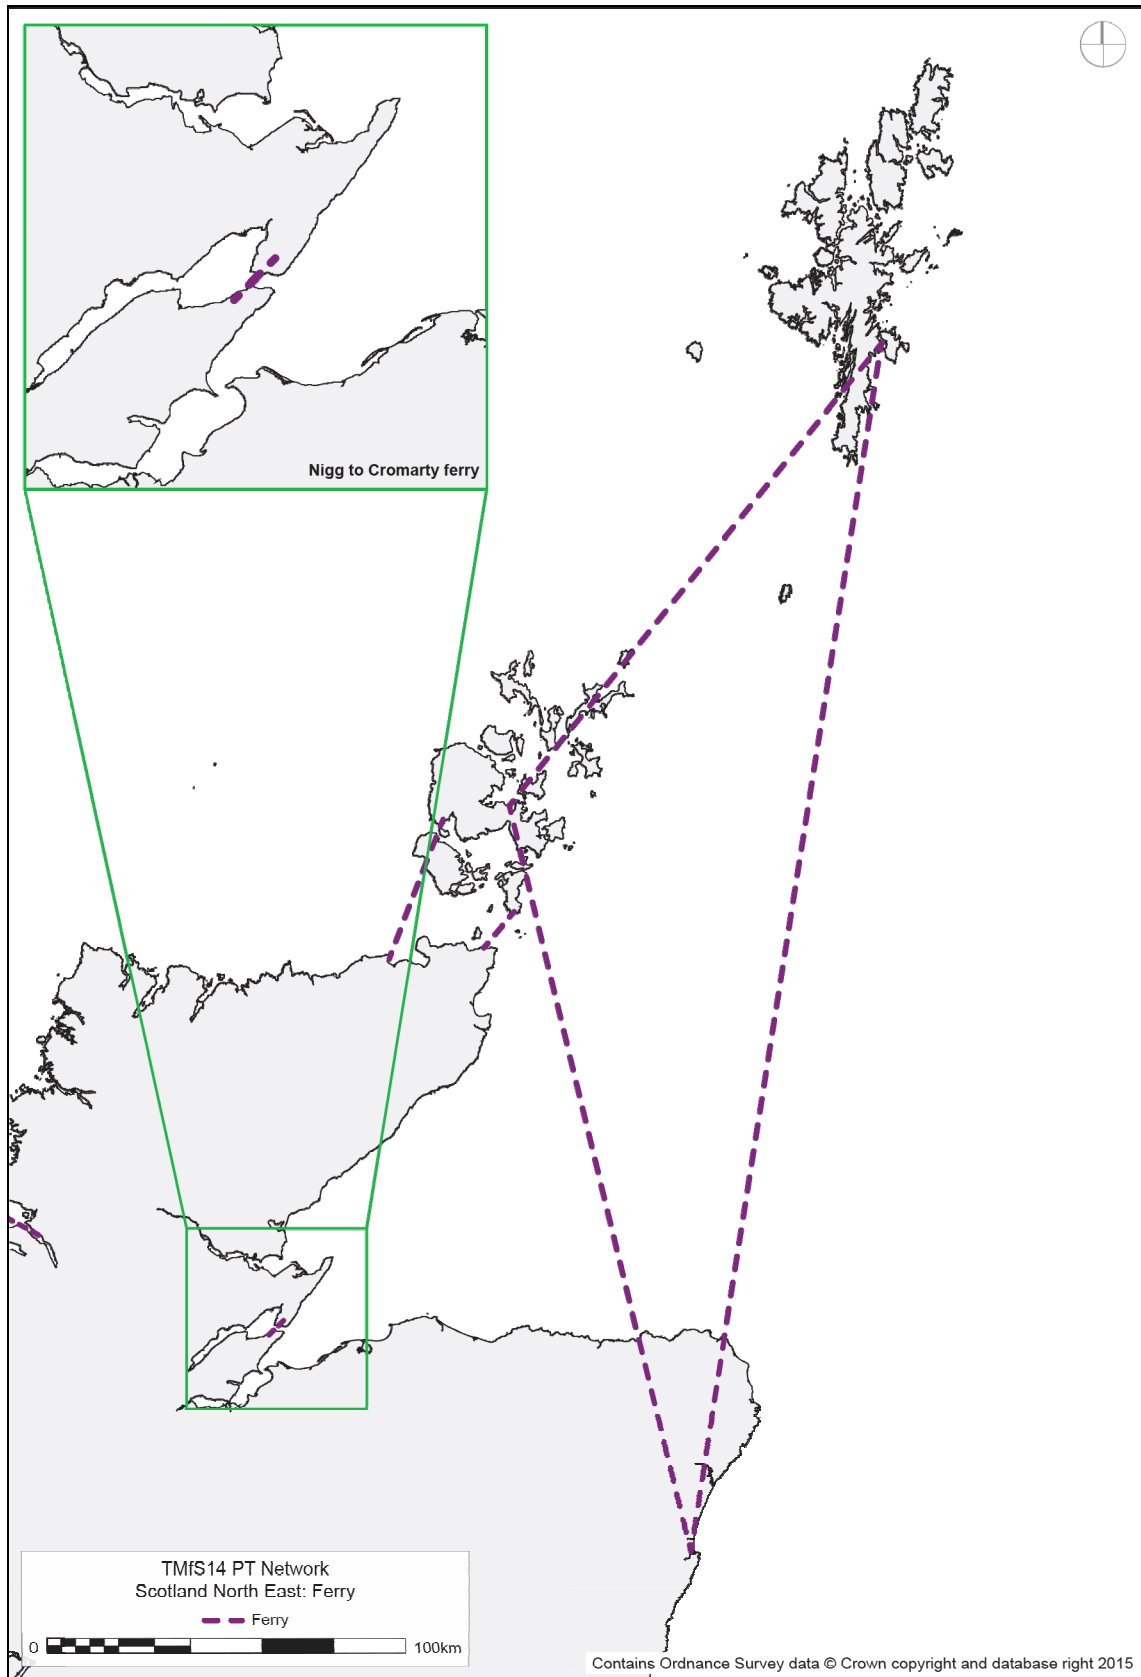 Nigg to Cromarty ferry
TMfS14 PT Network
Scotland North East: Ferry
Ferry
0 100km
Contains Ordnance Survey data © Crown copyright and database right 2015